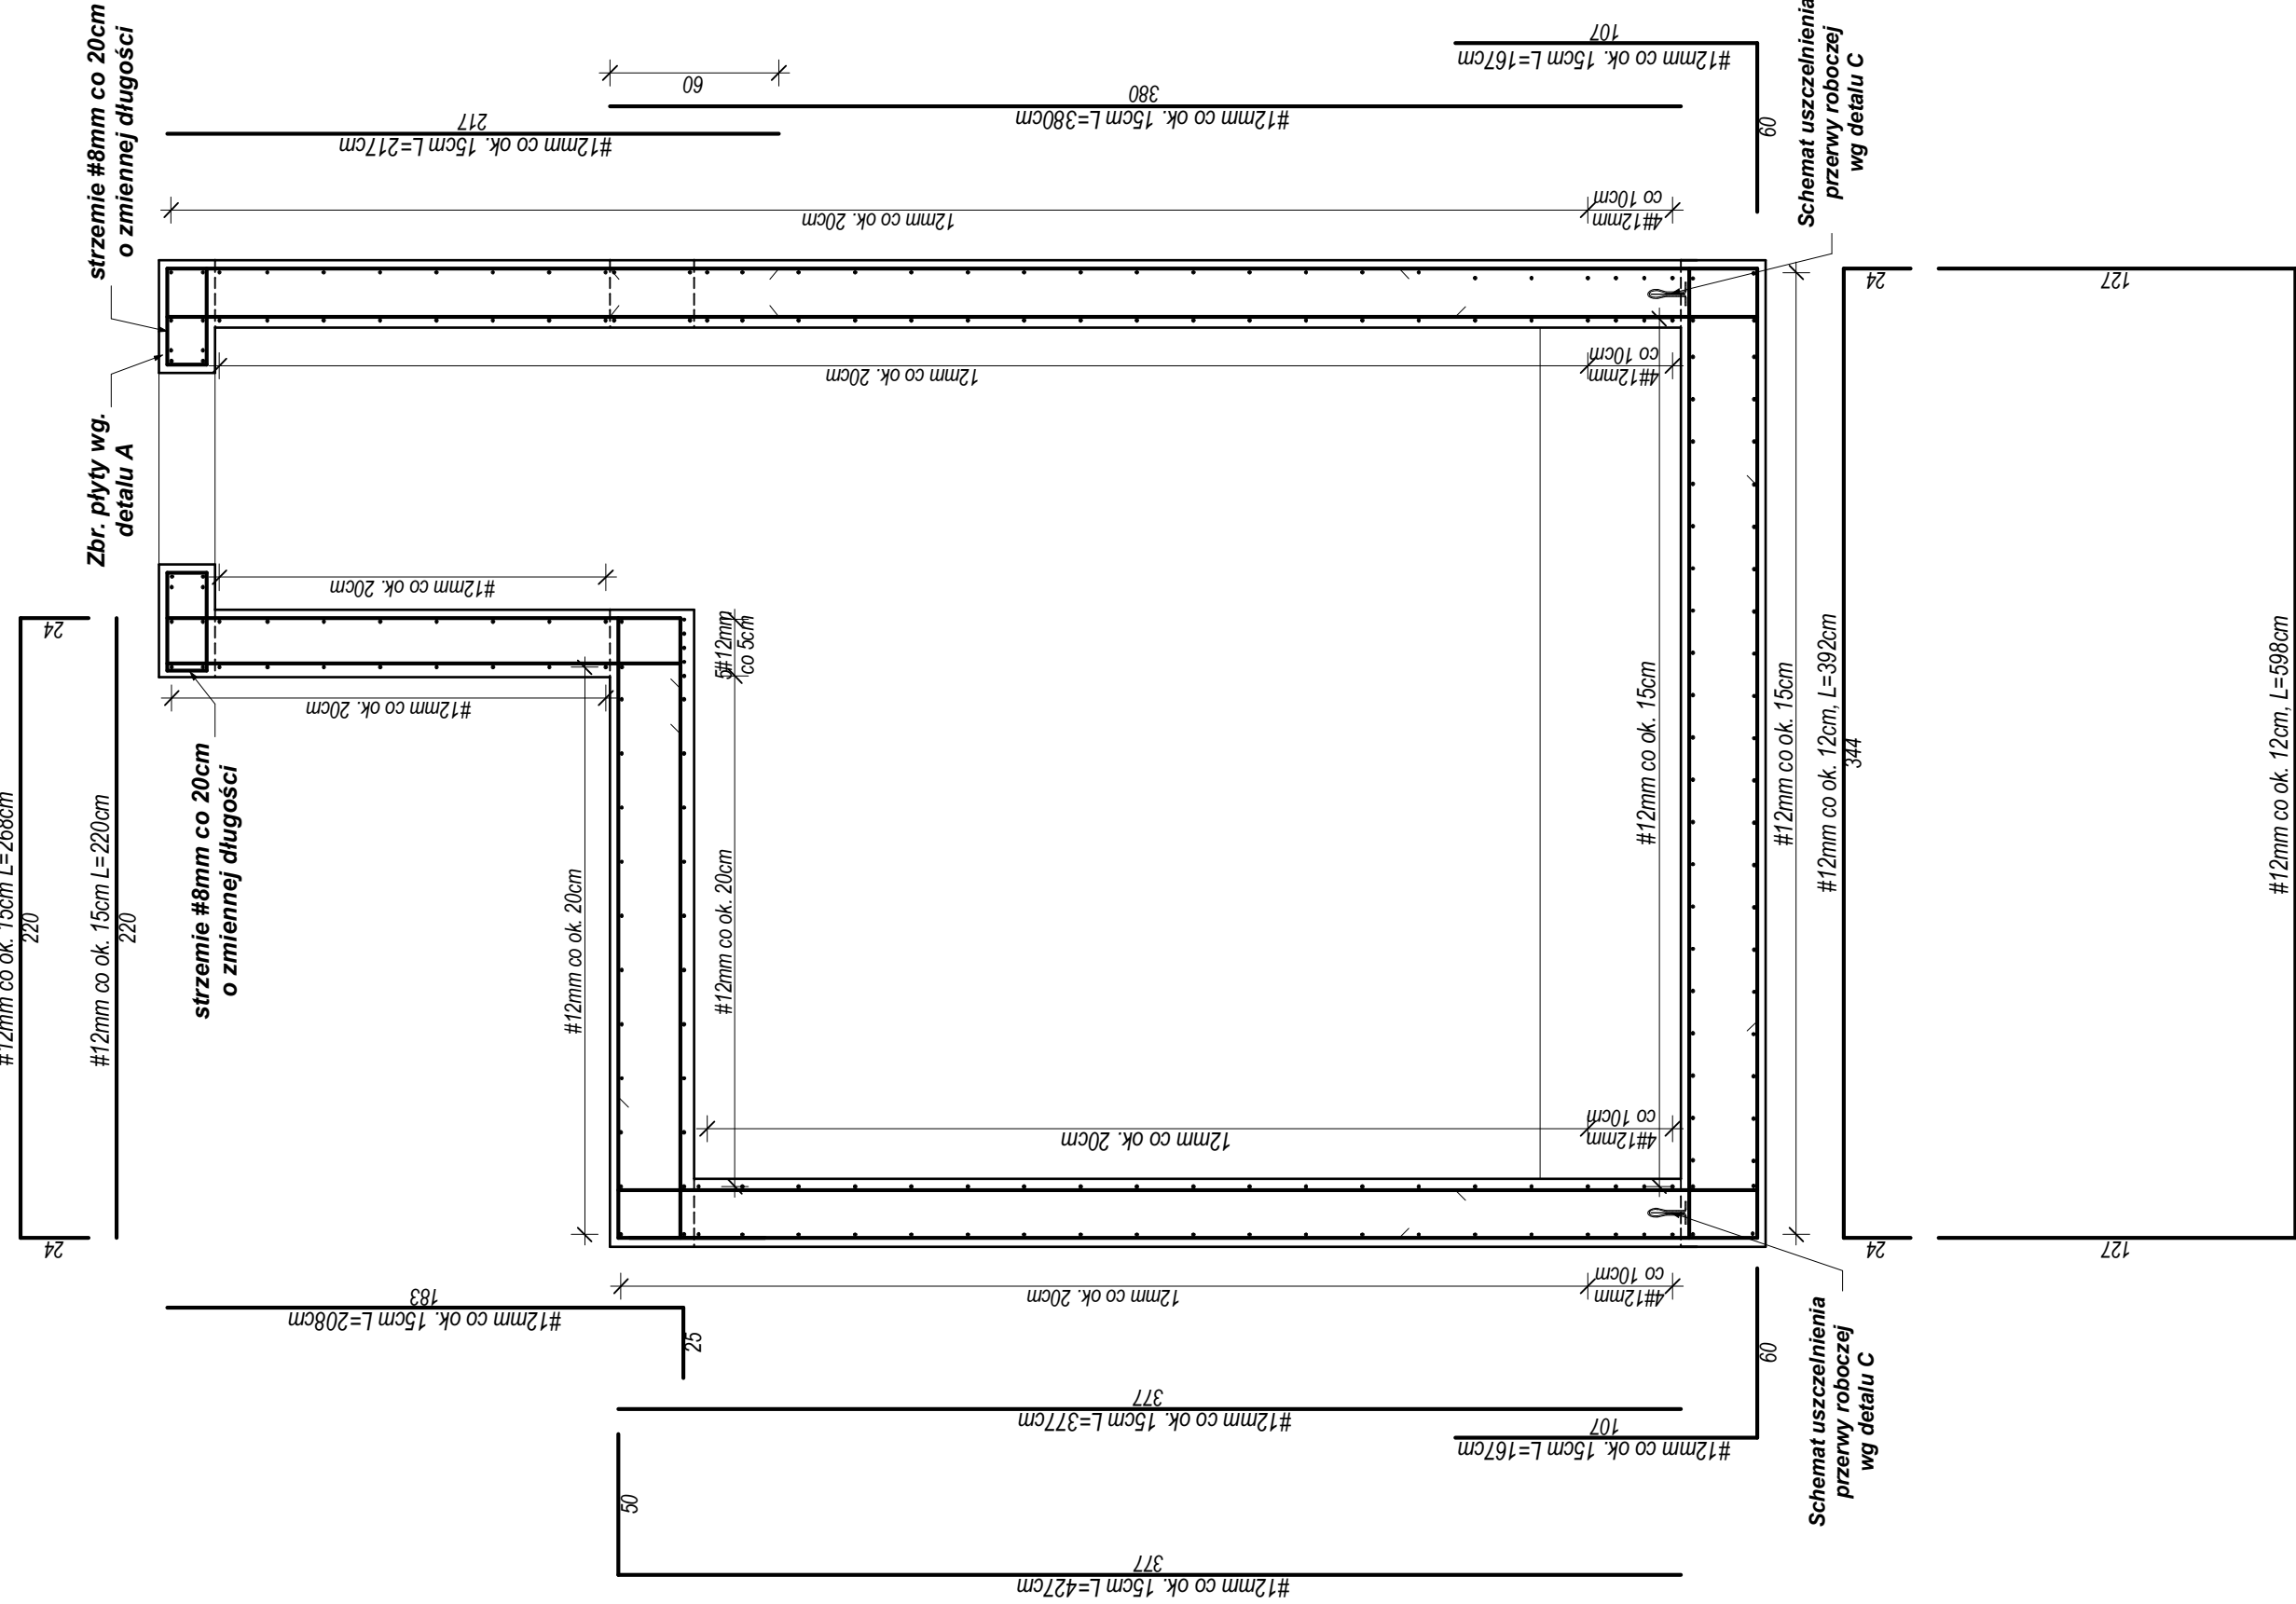 strzemie #8mm co 20cm
o zmiennej długości
Zbr. płyty wg.
detalu A
strzemie #8mm co 20cm
o zmiennej długości
60
217
#12mm co ok. 15cm L=217cm
380
#12mm co ok. 15cm L=380cm
107
#12mm co ok. 15cm L=167cm
60
Schemat uszczelnienia
przerwy roboczej
wg detalu C
12mm co ok. 20cm
4#12mm
co 10cm
12mm co ok. 20cm
4#12mm
co 10cm
#12mm co ok. 20cm
#12mm co ok. 20cm
5#12mm
co 5cm
#12mm co ok. 20cm
#12mm co ok. 20cm
#12mm co ok. 15cm
#12mm co ok. 15cm
24
#12mm co ok. 12cm, L=392cm
344
24
127
#12mm co ok. 12cm, L=598cm
127
24
#12mm co ok. 15cm L=268cm
220
24
#12mm co ok. 15cm L=220cm
220
12mm co ok. 20cm
4#12mm
co 10cm
12mm co ok. 20cm
4#12mm
co 10cm
183
#12mm co ok. 15cm L=208cm
25
60
377
#12mm co ok. 15cm L=377cm
107
#12mm co ok. 15cm L=167cm
Schemat uszczelnienia
przerwy roboczej
wg detalu C
50
377
#12mm co ok. 15cm L=427cm